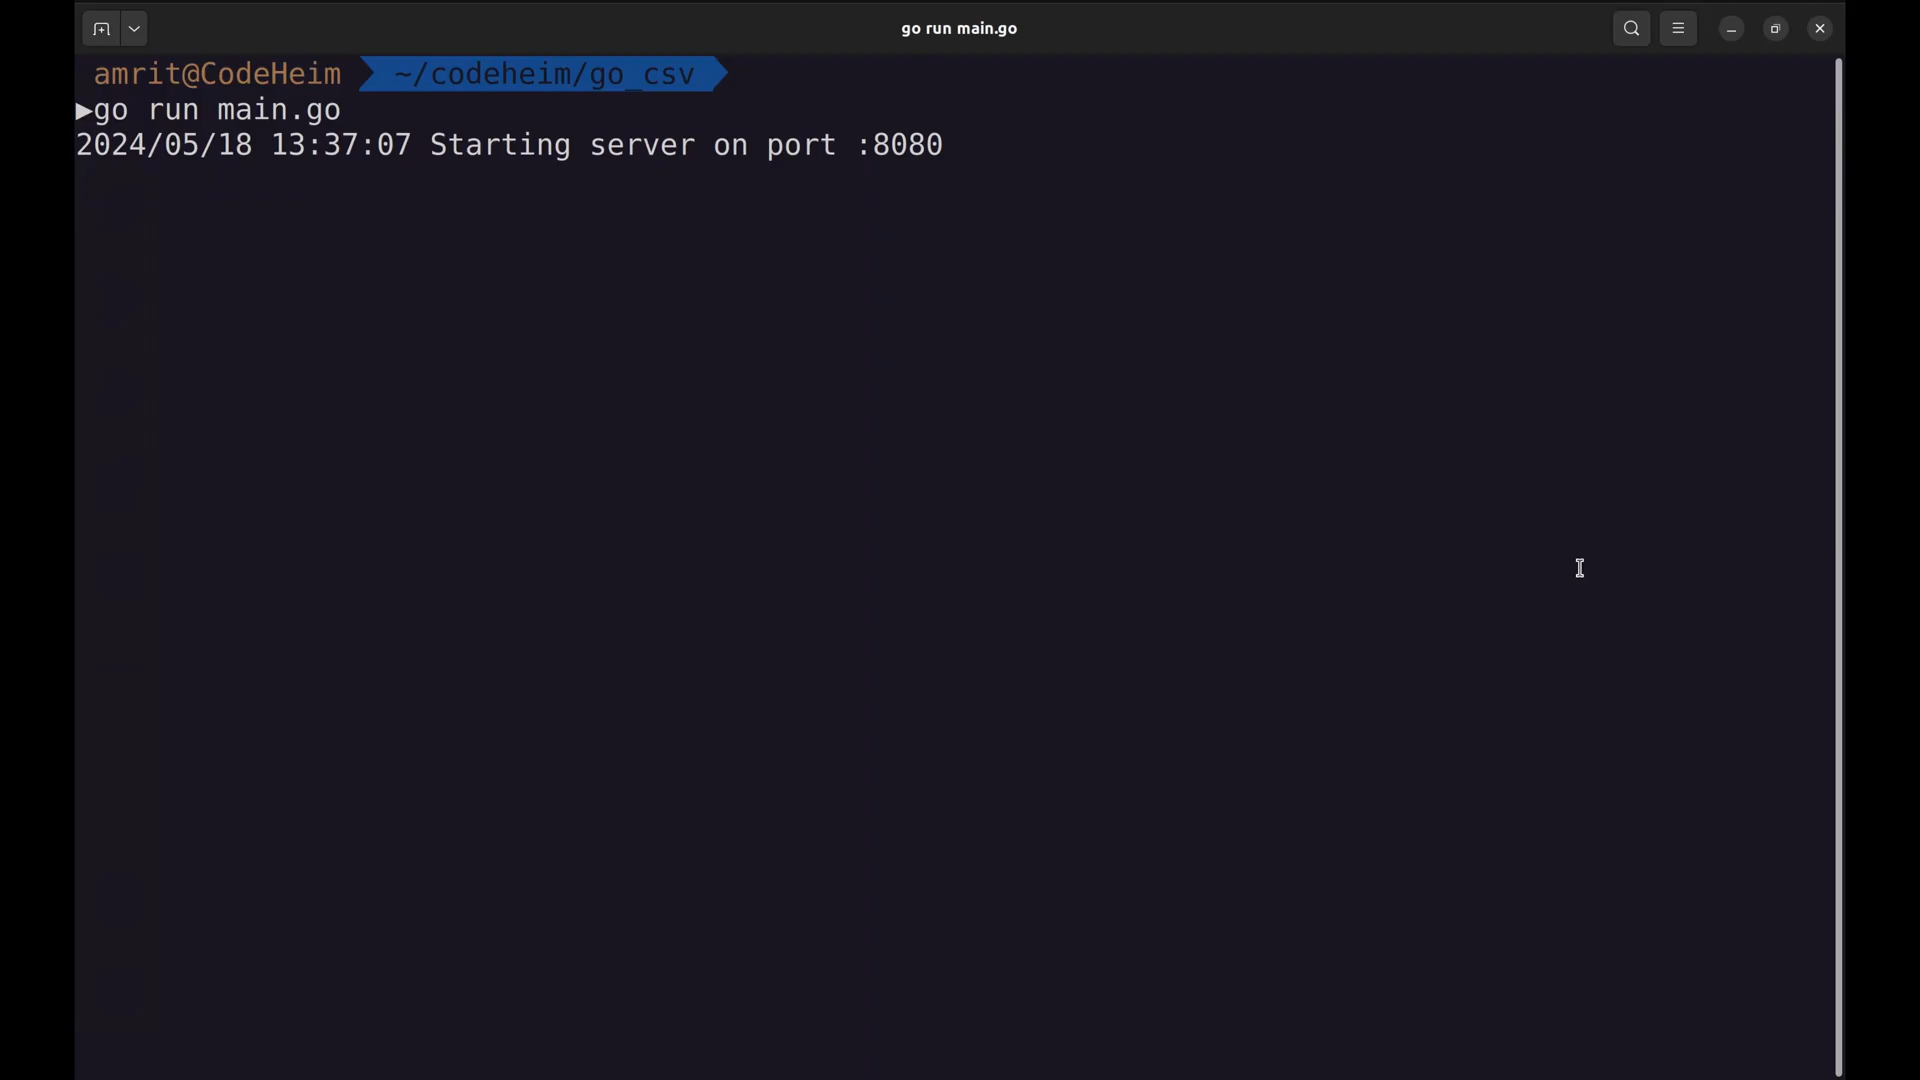 go run main.go
amrit@CodeHeim ~/codeheim/go_csv
▶go run main.go
2024/05/18 13:37:07 Starting server on port :8080